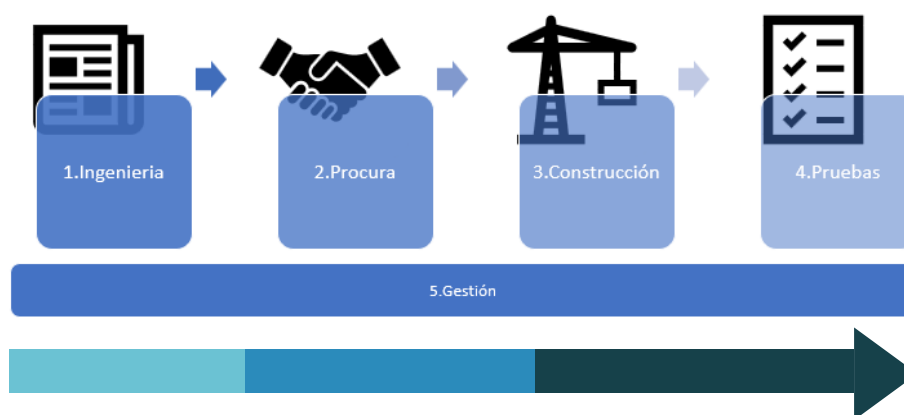 1.Ingenieria
2.Procura
3.Construcción
4.Pruebas
5.Gestión